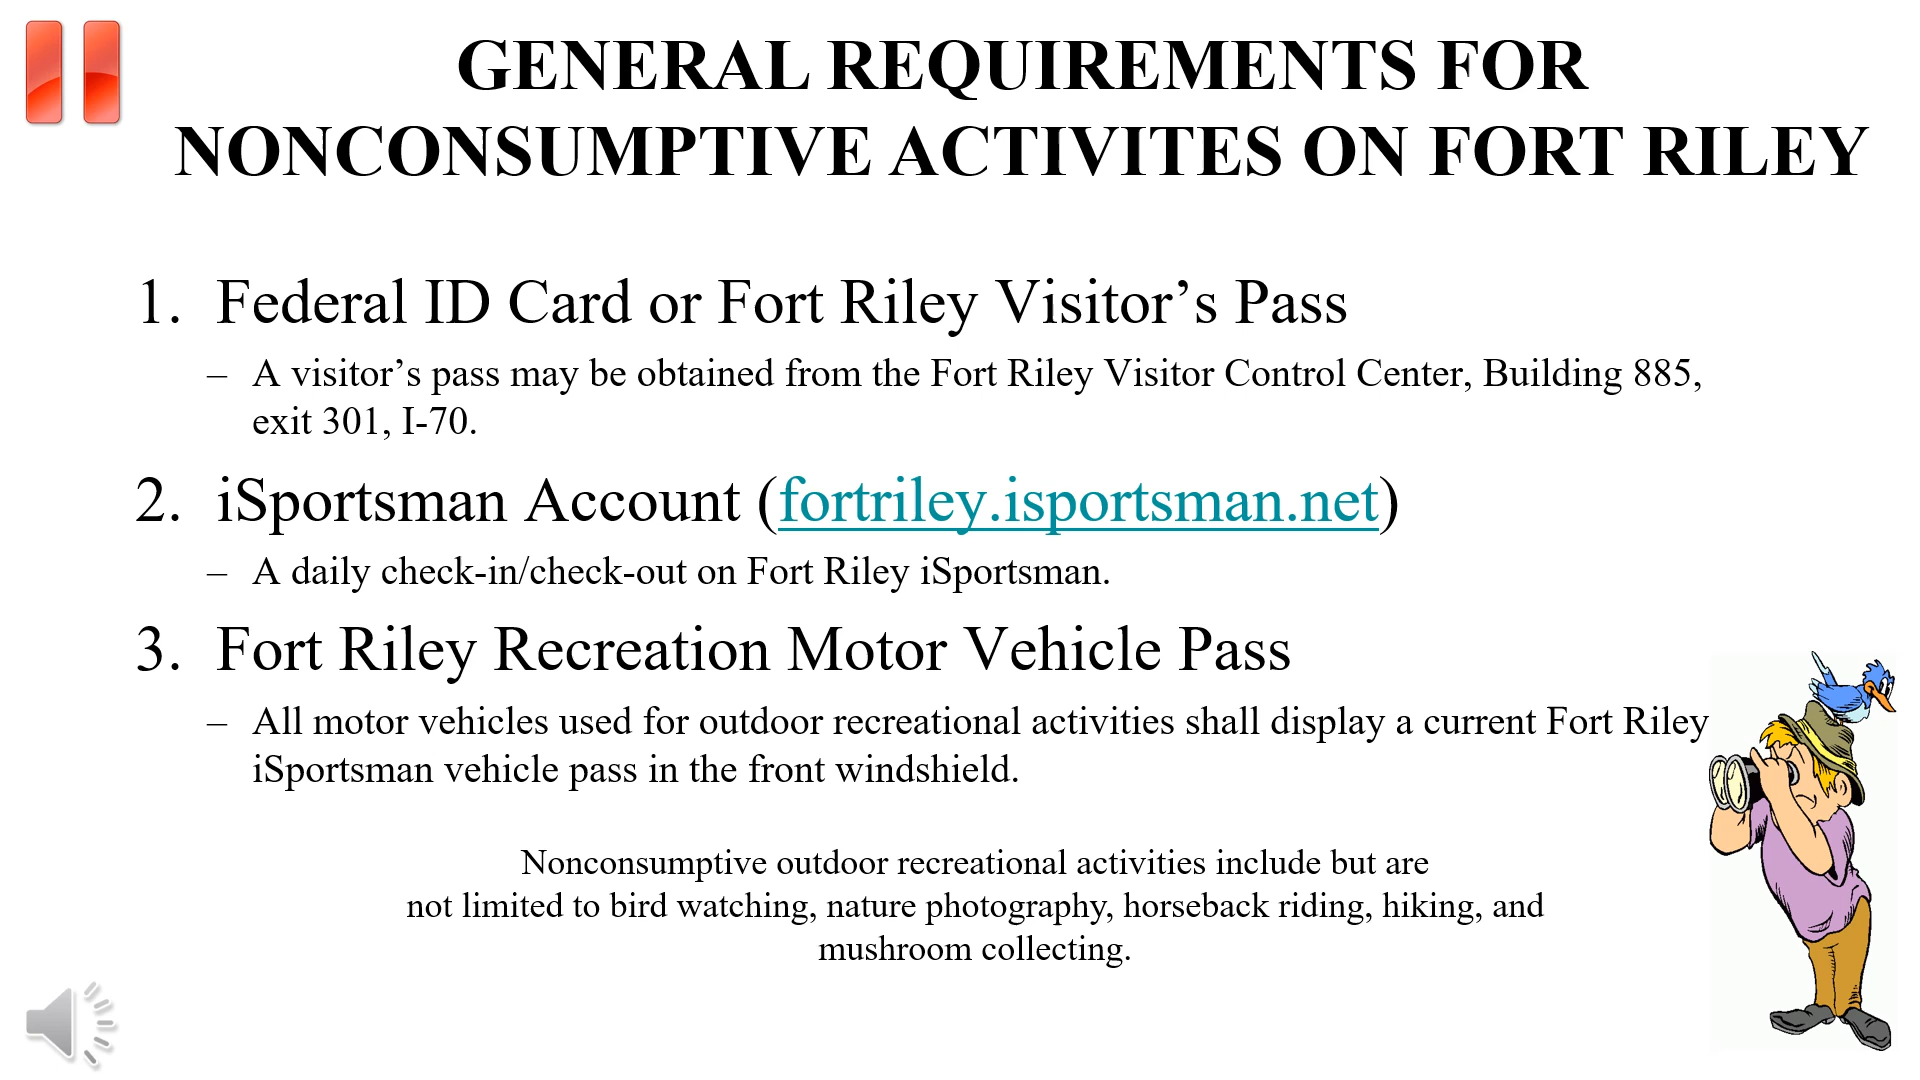 GENERAL REQUIREMENTS FOR
NONCONSUMPTIVE ACTIVITES ON FORT RILEY
1. Federal ID Card or Fort Riley Visitor’s Pass
– A visitor’s pass may be obtained from the Fort Riley Visitor Control Center, Building 885,
exit 301, I-70.
2. iSportsman Account (fortriley.isportsman.net)
– A daily check-in/check-out on Fort Riley iSportsman.
3. Fort Riley Recreation Motor Vehicle Pass
– All motor vehicles used for outdoor recreational activities shall display a current Fort Riley
iSportsman vehicle pass in the front windshield.
Nonconsumptive outdoor recreational activities include but are
not limited to bird watching, nature photography, horseback riding, hiking, and
mushroom collecting.